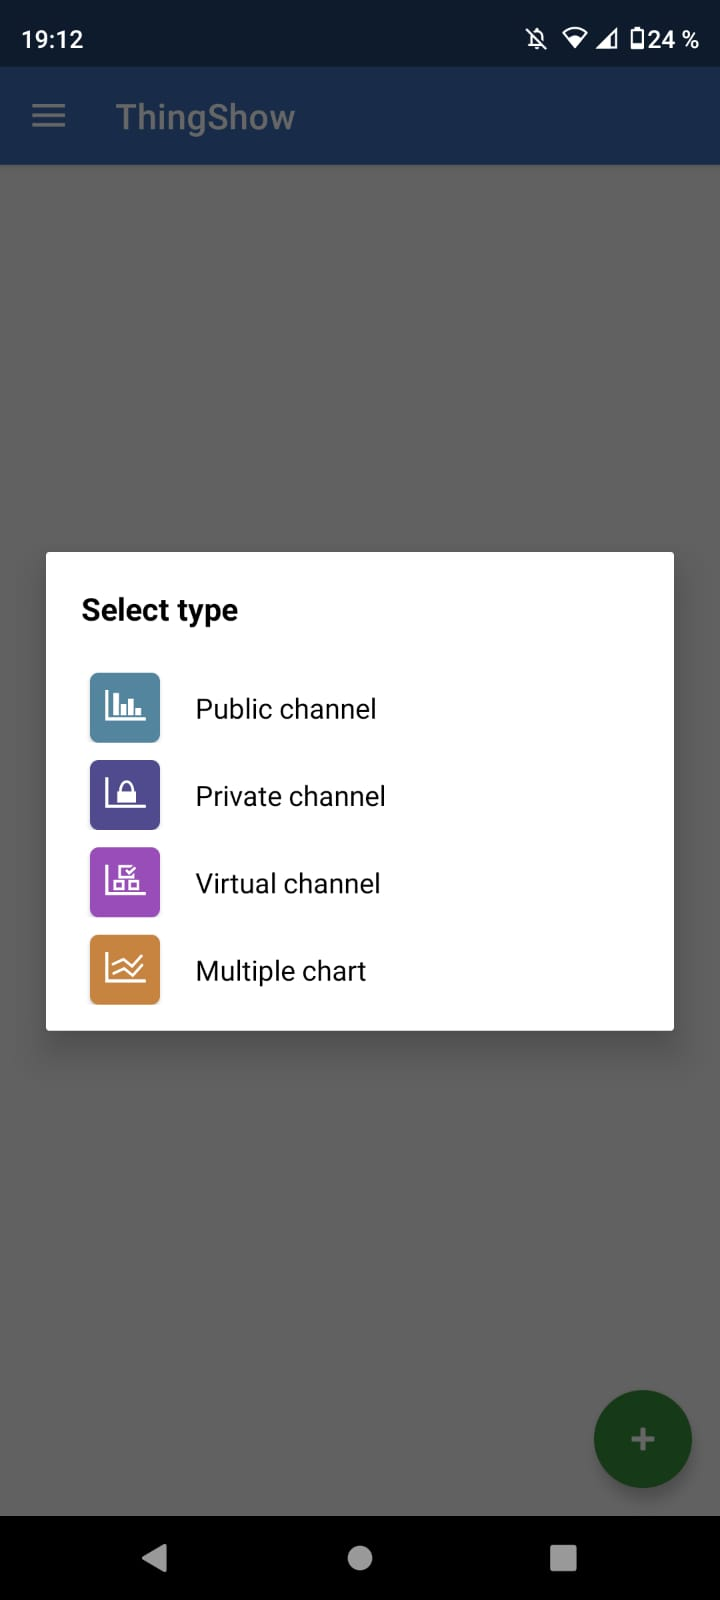 19:12
24 %
ThingShow
Select type
Public channel
Private channel
Virtual channel
Multiple chart